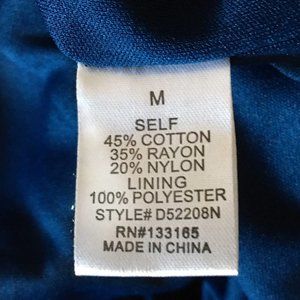 M
SELF
45% COTTON
35% RAYON
20% NYLON
LINING
100% POLYESTER
STYLE# D52208N
RN#133165
MADE IN CHINA